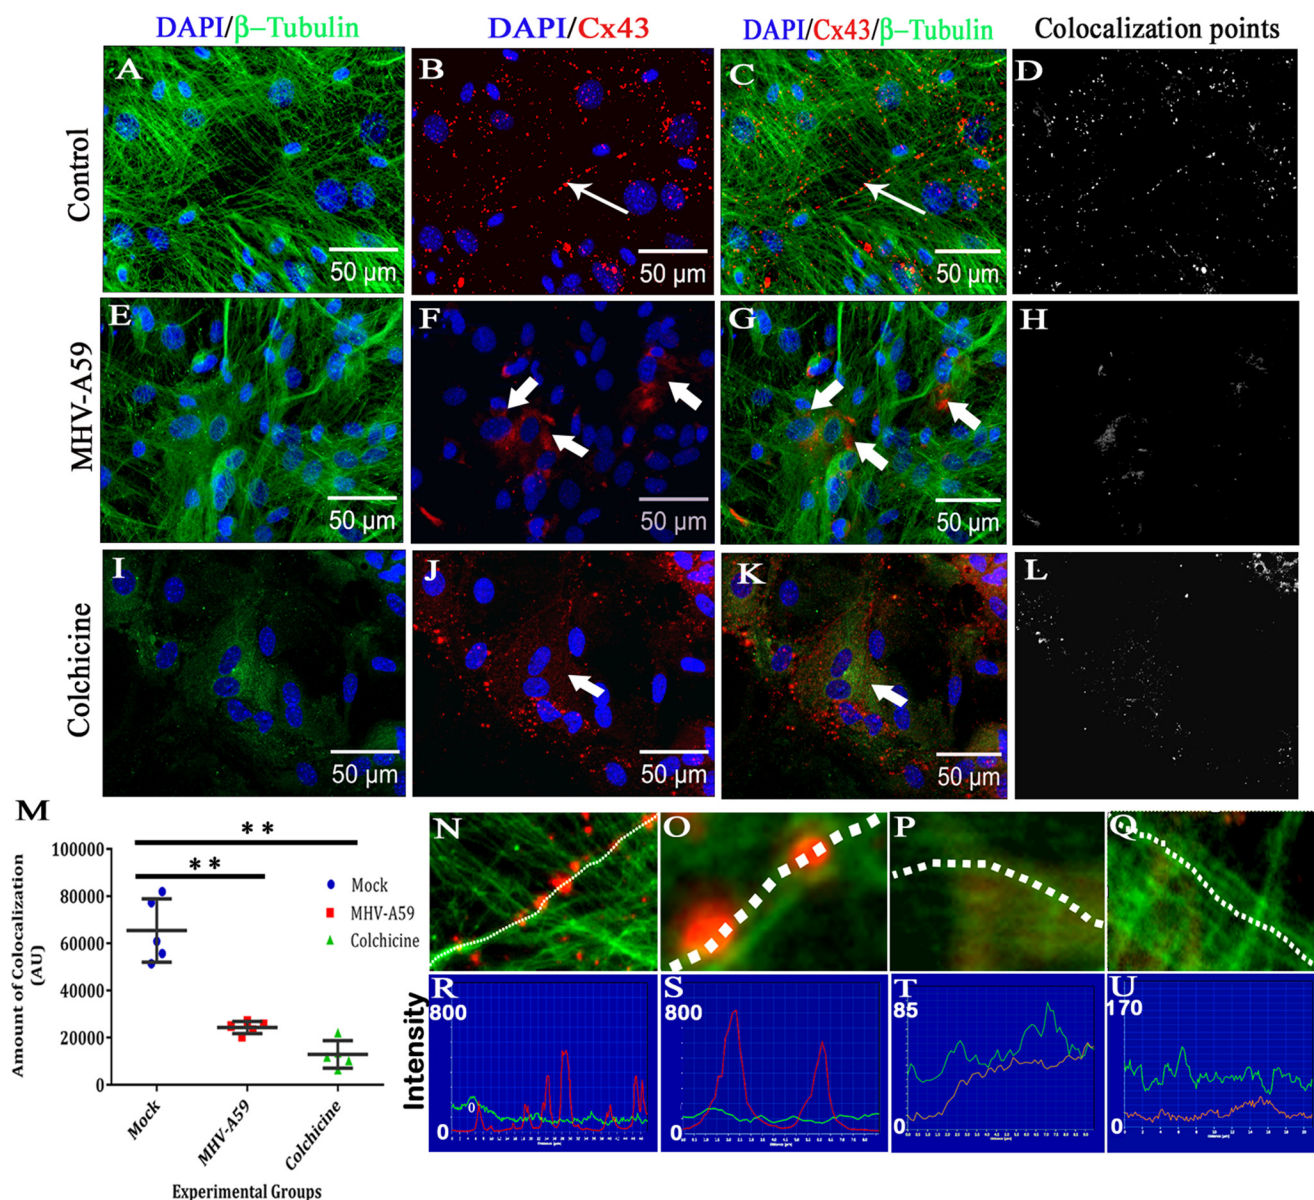 DAPI/β–Tubulin
DAPI/Cx43
DAPI/Cx43/β–Tubulin
Colocalization points
Control
A
50 µm
B
50 µm
C
50 µm
D
MHV-A59
E
50 µm
F
50 µm
G
50 µm
H
Colchicine
I
50 µm
J
50 µm
K
50 µm
L
M
Amount of Colocalization
(AU)
100000
80000
60000
40000
20000
0
**
**
Mock
MHV-A59
Colchicine
Mock
MHV-A59
Colchicine
Experimental Groups
N
O
P
Q
Intensity
R
800
0
0
S
800
0
T
85
0
U
170
0